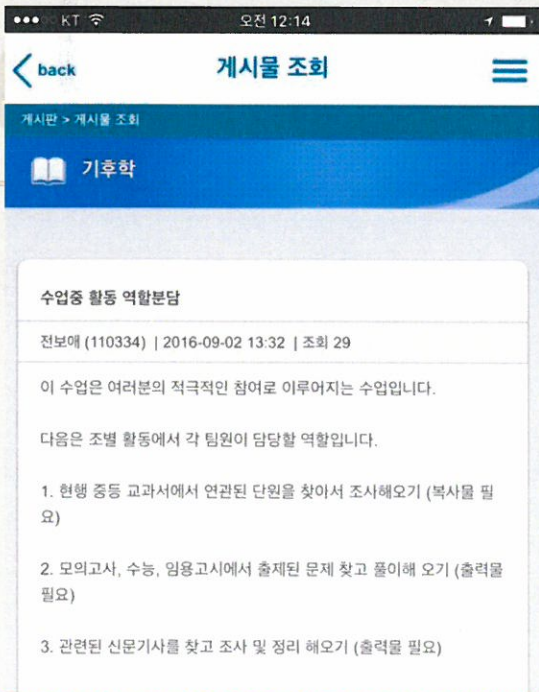 KT 오전 12:14
back 게시물 조회
게시판 > 게시물 조회
기후학
수업중 활동 역할분담
전보애 (110334) | 2016-09-02 13:32 | 조회 29
이 수업은 여러분의 적극적인 참여로 이루어지는 수업입니다.
다음은 조별 활동에서 각 팀원이 담당할 역할입니다.
1. 현행 중등 교과서에서 연관된 단원을 찾아서 조사해오기 (복사물 필
요)
2. 모의고사, 수능, 임용고시에서 출제된 문제 찾고 풀이해 오기 (출력물
필요)
3. 관련된 신문기사를 찾고 조사 및 정리 해오기 (출력물 필요)